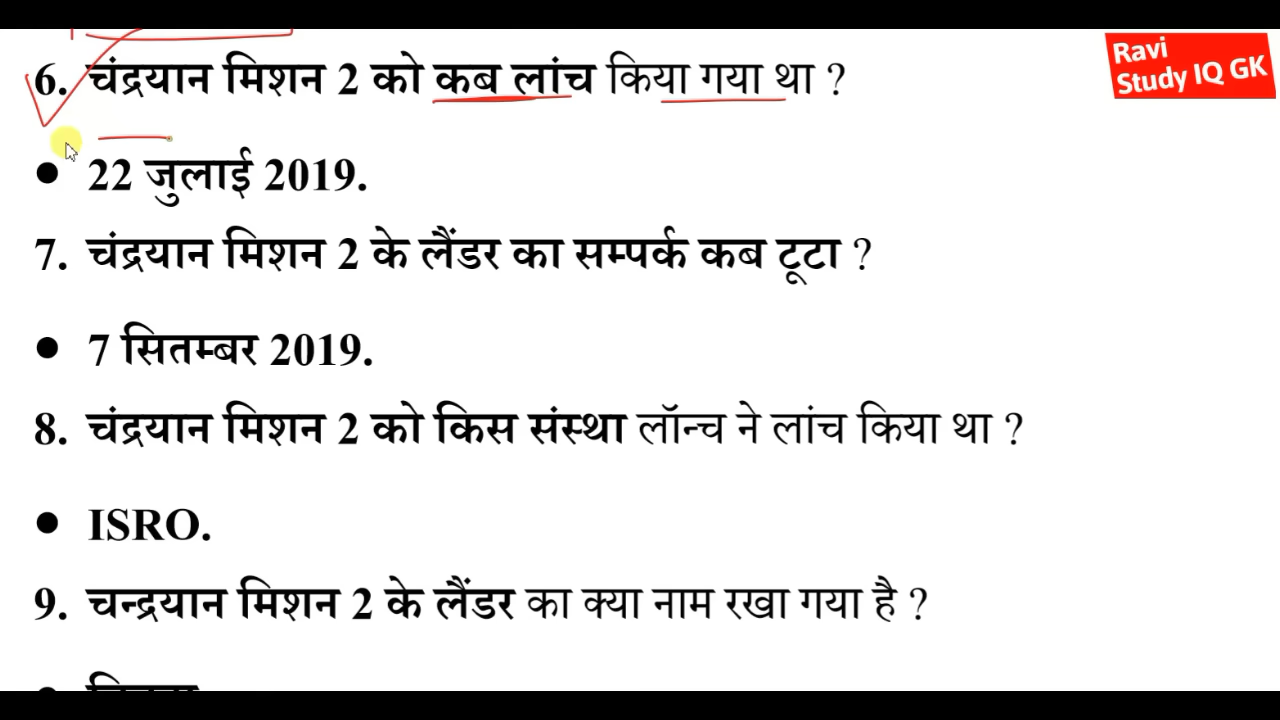 Ravi
Study IQ GK
6. चंद्रयान मिशन 2 को कब लांच किया गया था ?
• 22 जुलाई 2019.
7. चंद्रयान मिशन 2 के लैंडर का सम्पर्क कब टूटा ?
• 7 सितम्बर 2019.
8. चंद्रयान मिशन 2 को किस संस्था लॉन्च ने लांच किया था ?
• ISRO.
9. चन्द्रयान मिशन 2 के लैंडर का क्या नाम रखा गया है ?